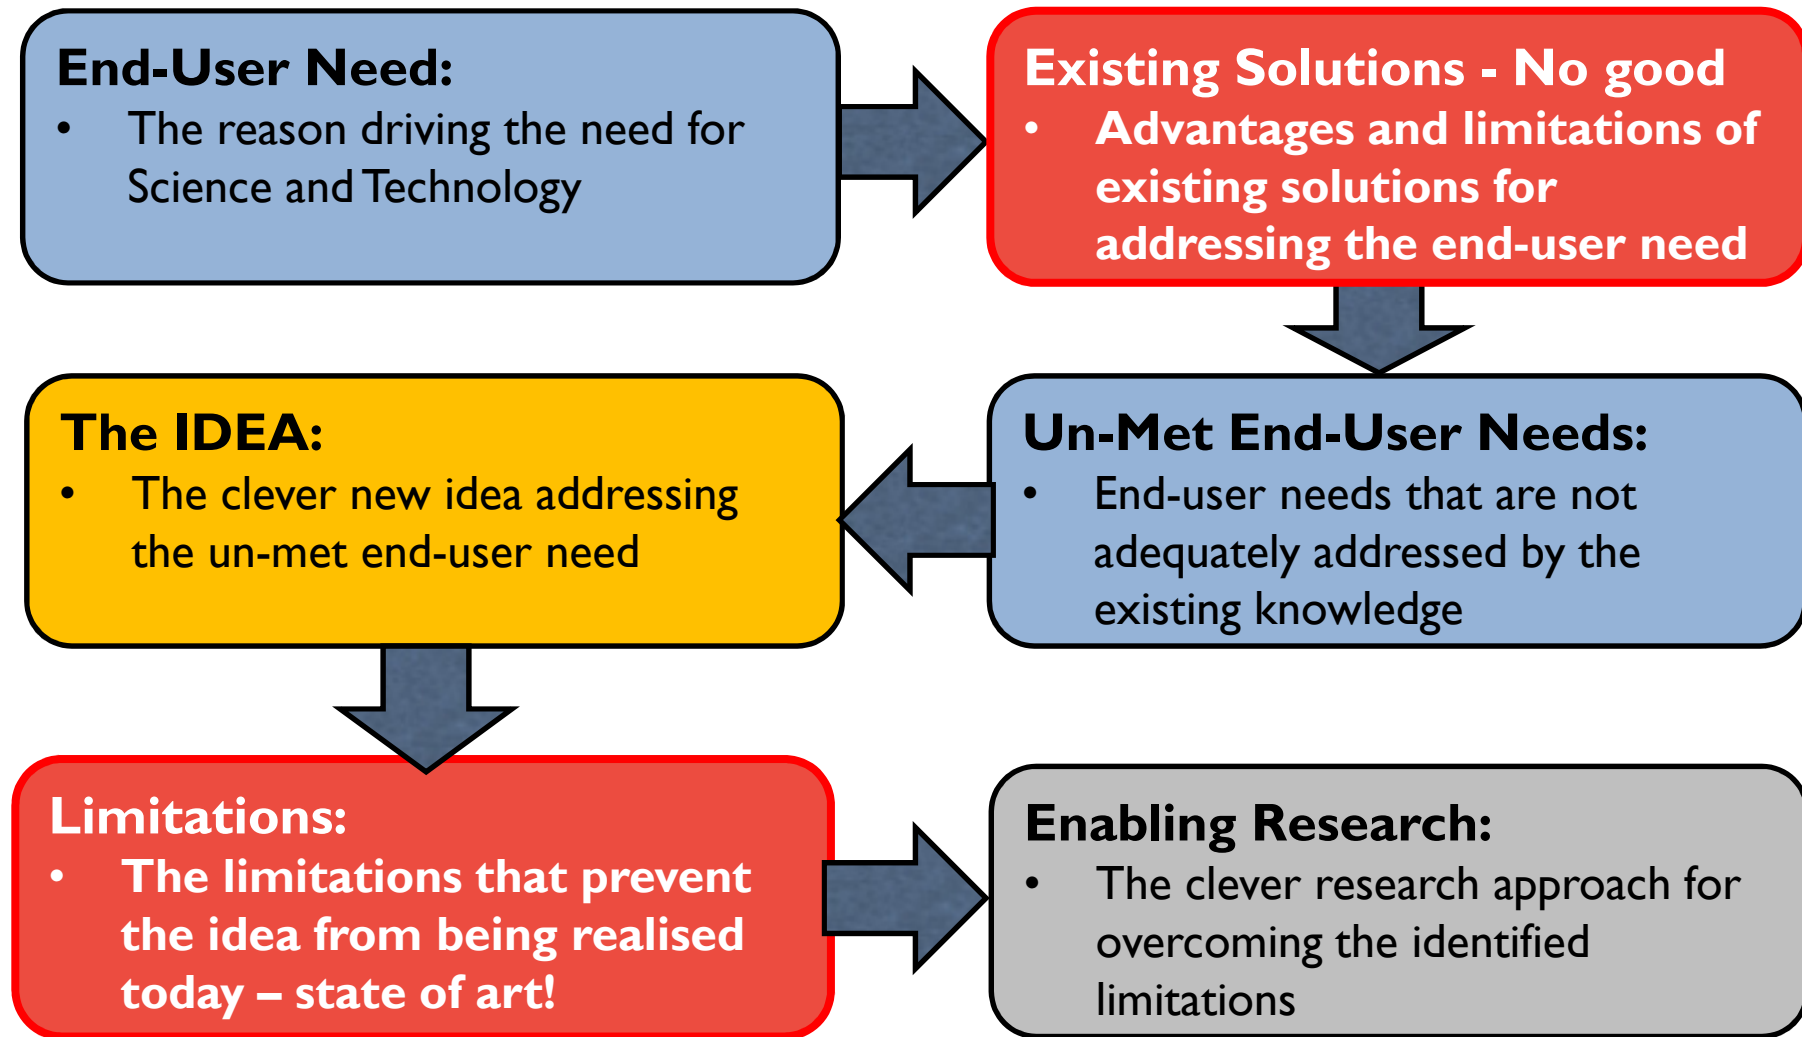 End-User Need:
• The reason driving the need for
Science and Technology
Existing Solutions - No good
• Advantages and limitations of
existing solutions for
addressing the end-user need
Un-Met End-User Needs:
• End-user needs that are not
adequately addressed by the
existing knowledge
The IDEA:
• The clever new idea addressing
the un-met end-user need
Limitations:
• The limitations that prevent
the idea from being realised
today – state of art!
Enabling Research:
• The clever research approach for
overcoming the identified
limitations